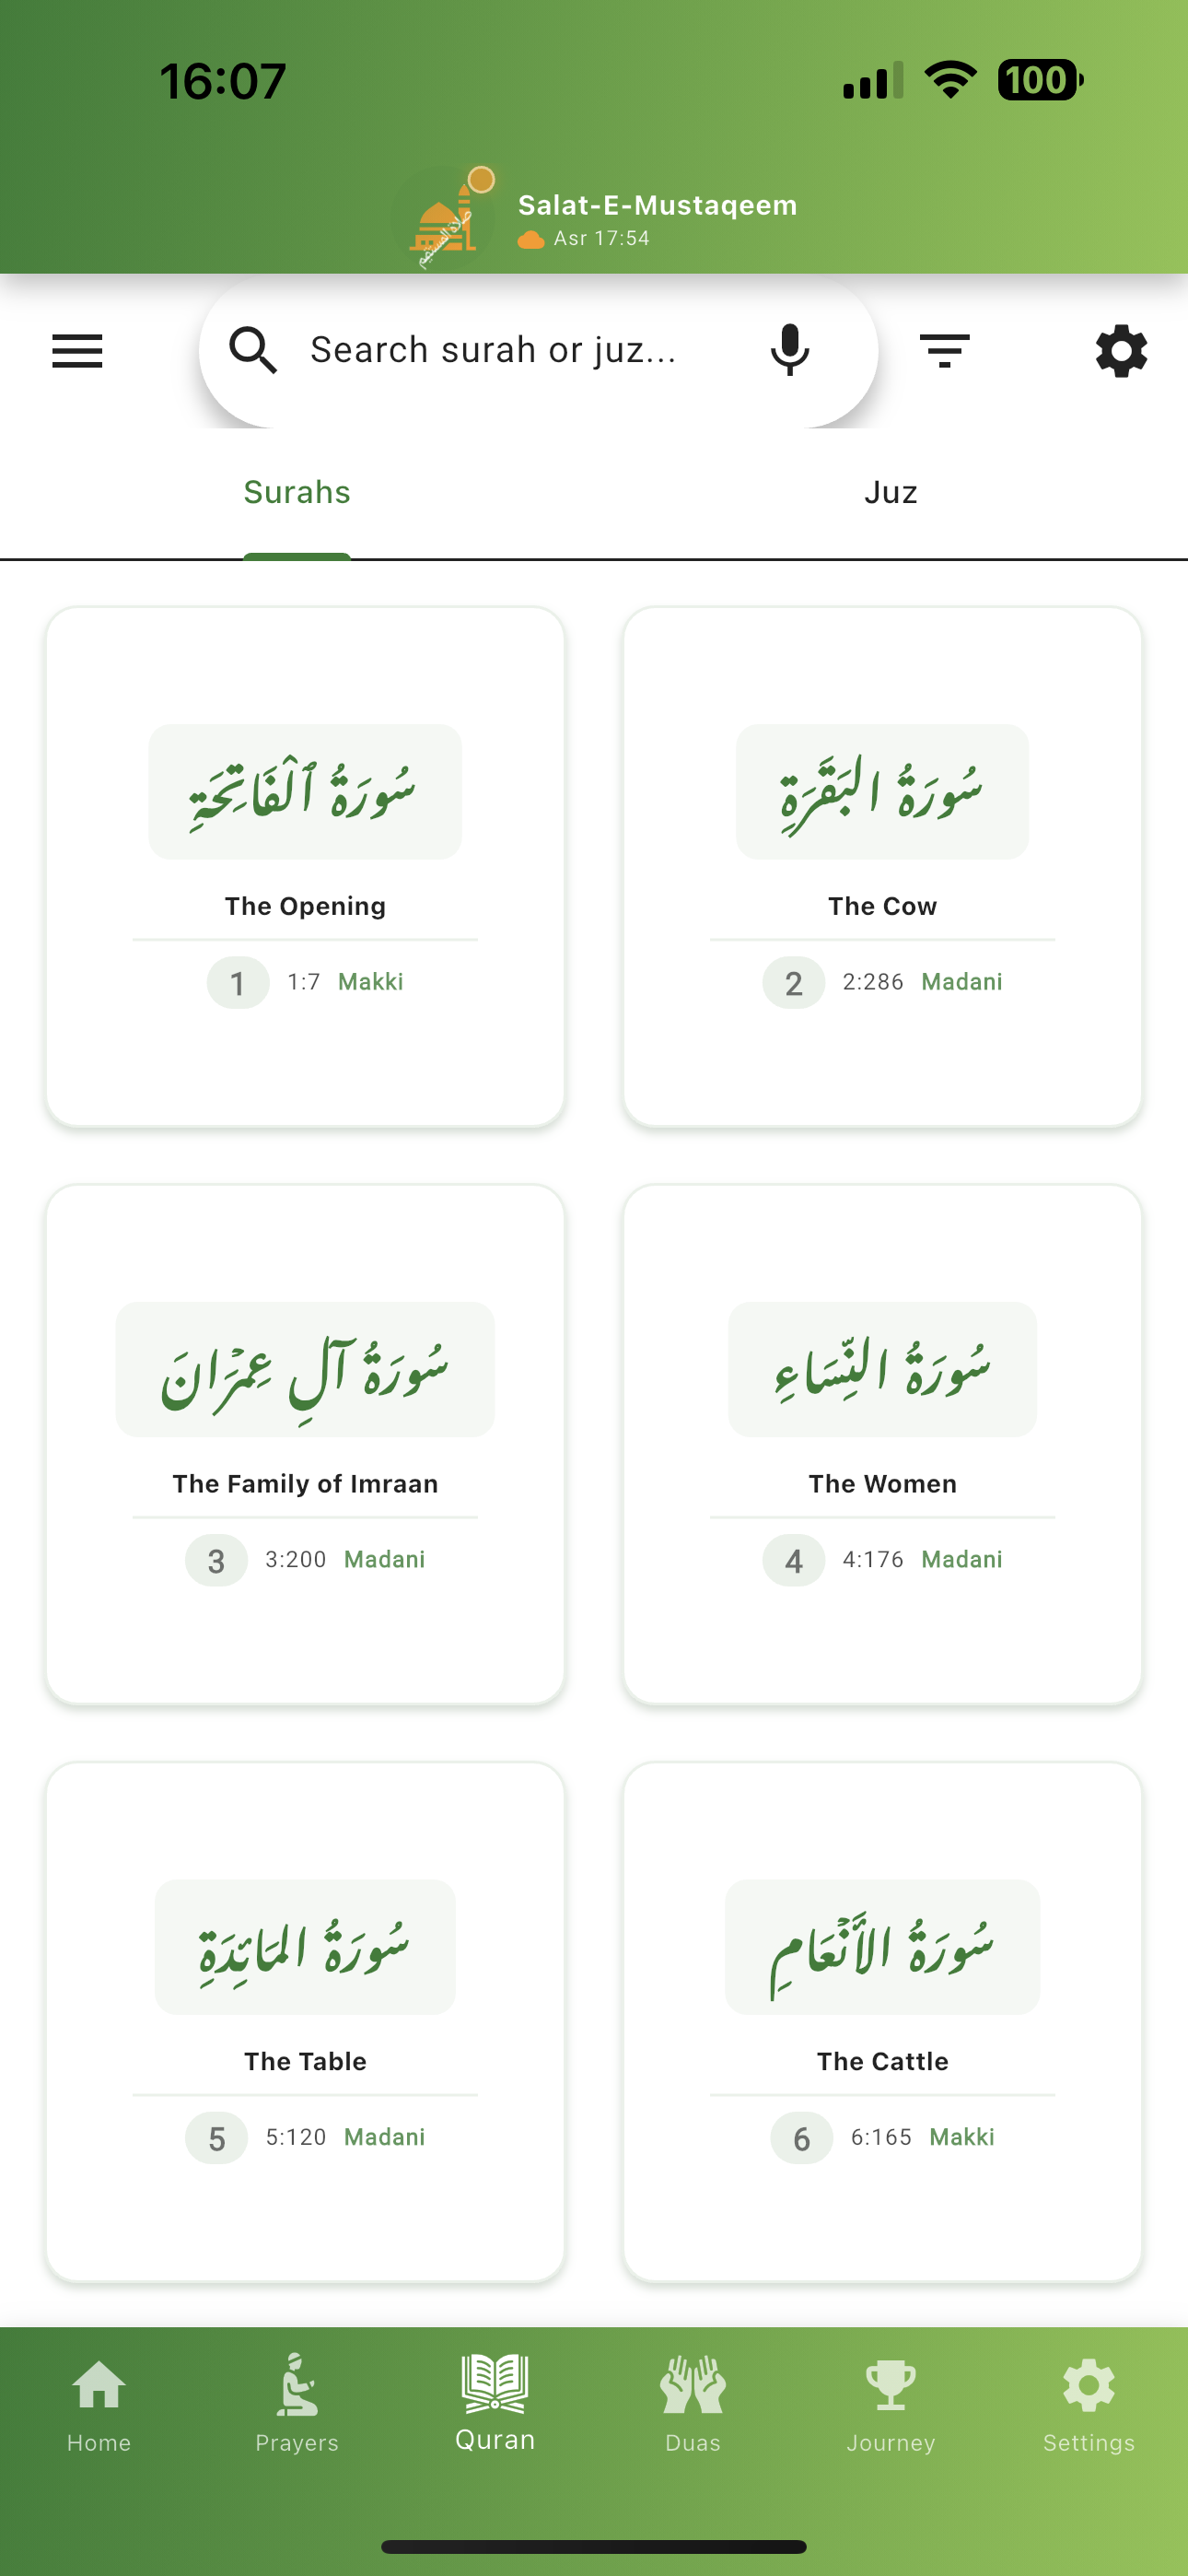 16:07
100
صلاة المستقيم
Salat-E-Mustaqeem
Asr 17:54
Search surah or juz...
Surahs
Juz
سُورَةُ ٱلْفَاتِحَةِ
سُورَةُ البَقَرَةِ
The Opening
The Cow
1 1:7 Makki
2 2:286 Madani
سُورَةُ آلِ عِمۡرَانَ
سُورَةُ النِّسَاءِ
The Family of Imraan
The Women
3 3:200 Madani
4 4:176 Madani
سُورَةُ المَائِدَةِ
سُورَةُ الأَنۡعَامِ
The Table
The Cattle
5 5:120 Madani
6 6:165 Makki
Home
Prayers
Quran
Duas
Journey
Settings